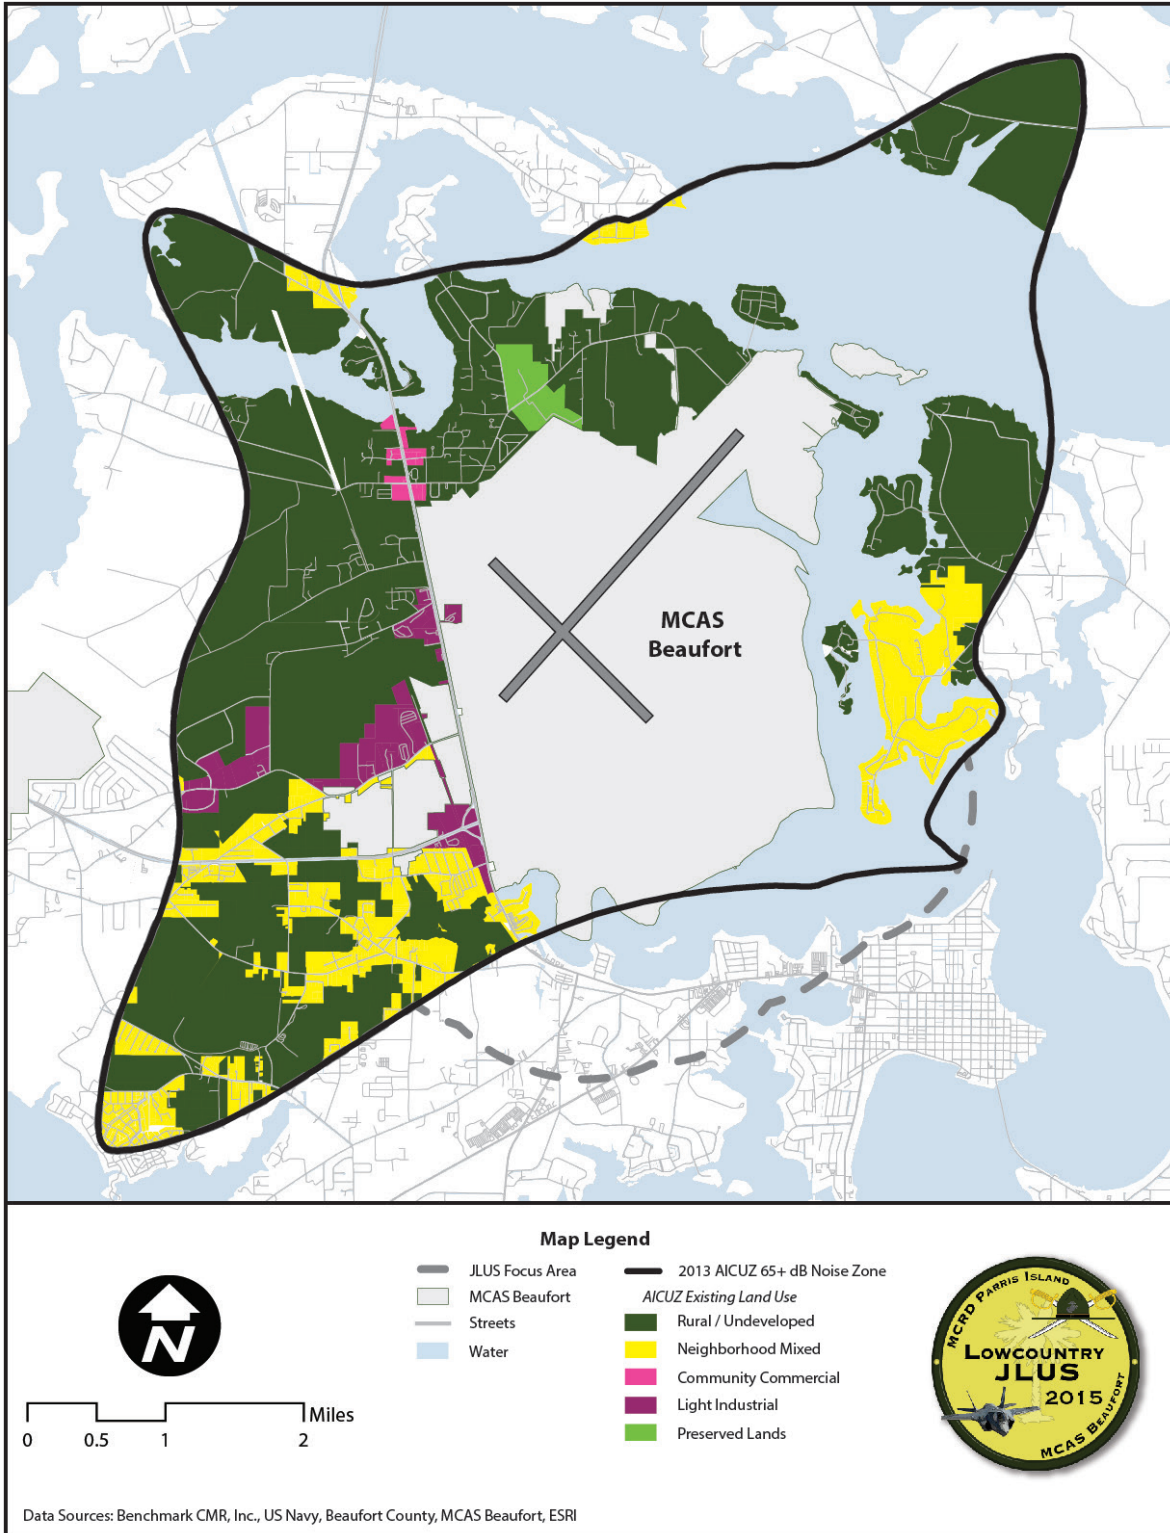 MCAS
Beaufort
Map Legend
JLUS Focus Area
MCAS Beaufort
Streets
Water
2013 AICUZ 65+ dB Noise Zone
AICUZ Existing Land Use
Rural / Undeveloped
Neighborhood Mixed
Community Commercial
Light Industrial
Preserved Lands
N
Miles
0 0.5 1 2
MCRD PARRIS ISLAND
LOWCOUNTRY
JLUS
2015
MCAS BEAUFORT
Data Sources: Benchmark CMR, Inc., US Navy, Beaufort County, MCAS Beaufort, ESRI